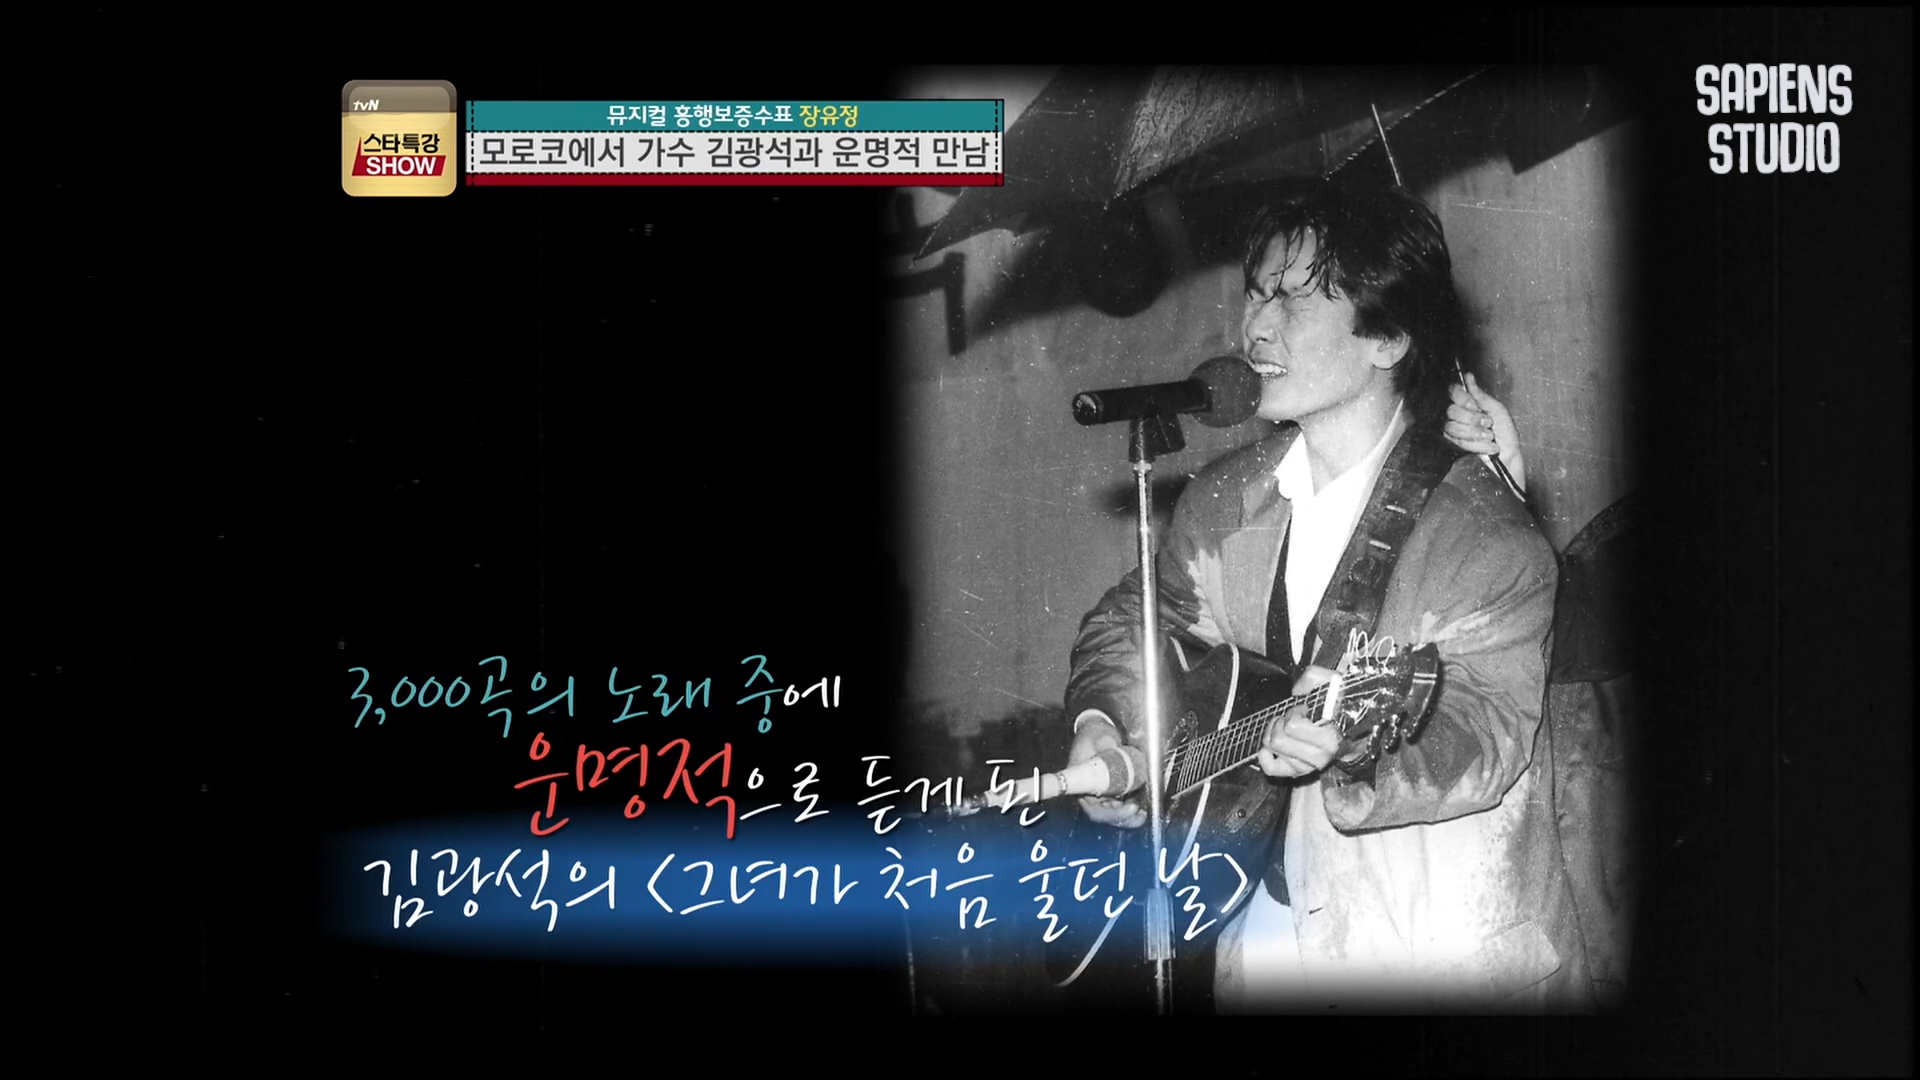 tvN
스타특강
SHOW
뮤지컬 흥행보증수표 장유정
모로코에서 가수 김광석과 운명적 만남
SAPIENS
STUDIO
3,000곡의 노래 중에
운명적으로 듣게 된
김광석의 <그녀가 처음 울던 날>